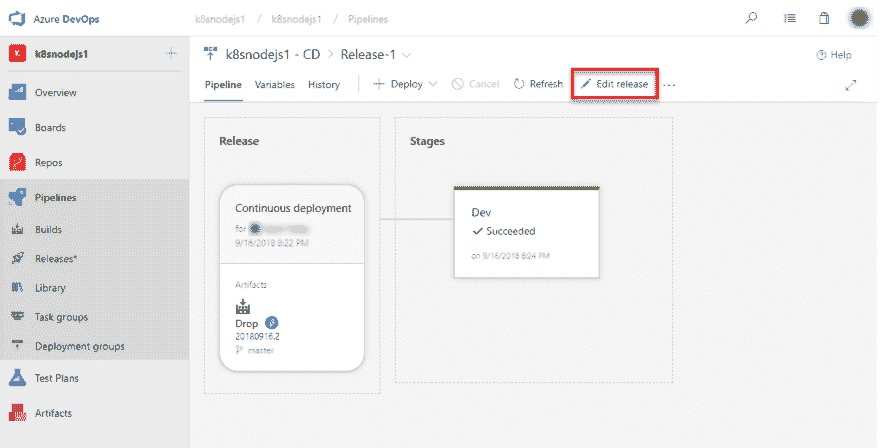 Azure DevOps
k8snodejs1 / k8snodejs1 / Pipelines
k8snodejs1
Overview
Boards
Repos
Pipelines
Builds
Releases*
Library
Task groups
Deployment groups
Test Plans
Artifacts
k8snodejs1 - CD > Release-1
Help
Pipeline Variables History Deploy Cancel Refresh Edit release ...
Release
Continuous deployment
for
9/16/2018 8:22 PM
Artifacts
Drop
20180916.2
master
Stages
Dev
Succeeded
on 9/16/2018 8:24 PM